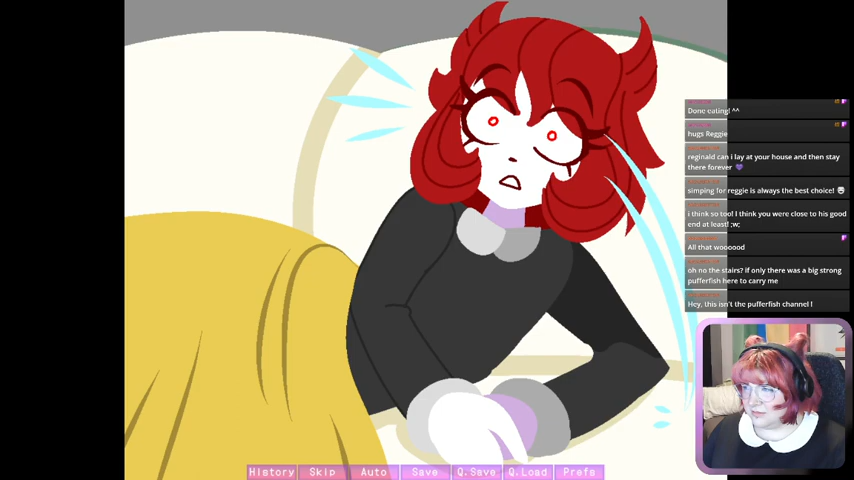 Done eating! ^^
hugs Reggie
reginald can i lay at your house and then stay
there forever 💜
simping for reggie is always the best choice!
i think so too! I think you were close to his good
end at least! ;w;
All that woooood
oh no the stairs? if only there was a big strong
pufferfish here to carry me
Hey, this isn't the pufferfish channel !
History Skip Auto Save Q.Save Q.Load Prefs